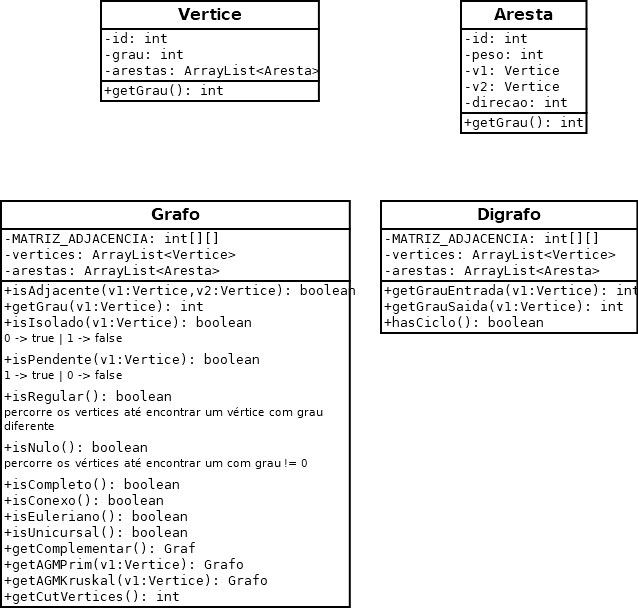 Vertice
-id: int
-grau: int
-arestas: ArrayList<Aresta>
+getGrau(): int
Aresta
-id: int
-peso: int
-v1: Vertice
-v2: Vertice
-direcao: int
+getGrau(): int
Grafo
-MATRIZ_ADJACENCIA: int[][]
-vertices: ArrayList<Vertice>
-arestas: ArrayList<Aresta>
+isAdjacente(v1:Vertice,v2:Vertice): boolean
+getGrau(v1:Vertice): int
+isIsolado(v1:Vertice): boolean
0 -> true | 1 -> false
+isPendente(v1:Vertice): boolean
1 -> true | 0 -> false
+isRegular(): boolean
percorre os vertices até encontrar um vértice com grau
diferente
+isNulo(): boolean
percorre os vértices até encontrar um com grau != 0
+isCompleto(): boolean
+isConexo(): boolean
+isEuleriano(): boolean
+isUnicursal(): boolean
+getComplementar(): Graf
+getAGMPrim(v1:Vertice): Grafo
+getAGMKruskal(v1:Vertice): Grafo
+getCutVertices(): int
Digrafo
-MATRIZ_ADJACENCIA: int[][]
-vertices: ArrayList<Vertice>
-arestas: ArrayList<Aresta>
+getGrauEntrada(v1:Vertice): int
+getGrauSaida(v1:Vertice): int
+hasCiclo(): boolean